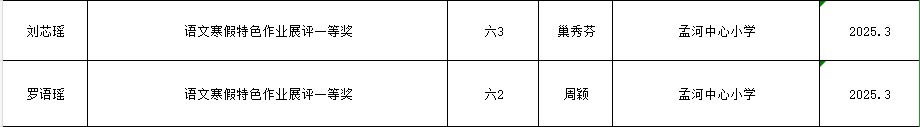 刘芯瑶 语文寒假特色作业展评一等奖 六3 巢秀芬 孟河中心小学 2025.3
罗语瑶 语文寒假特色作业展评一等奖 六2 周颖 孟河中心小学 2025.3